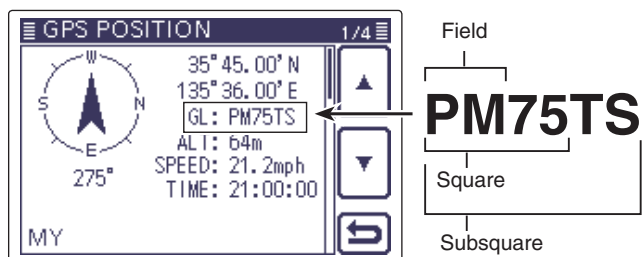 GPS POSITION 1/4
W
S N
E
275°
35°45.00’N
135°36.00’E
GL: PM75TS
ALT: 64m
SPEED: 21.2mph
TIME: 21:00:00
MY
Field
PM75TS
Square
Subsquare